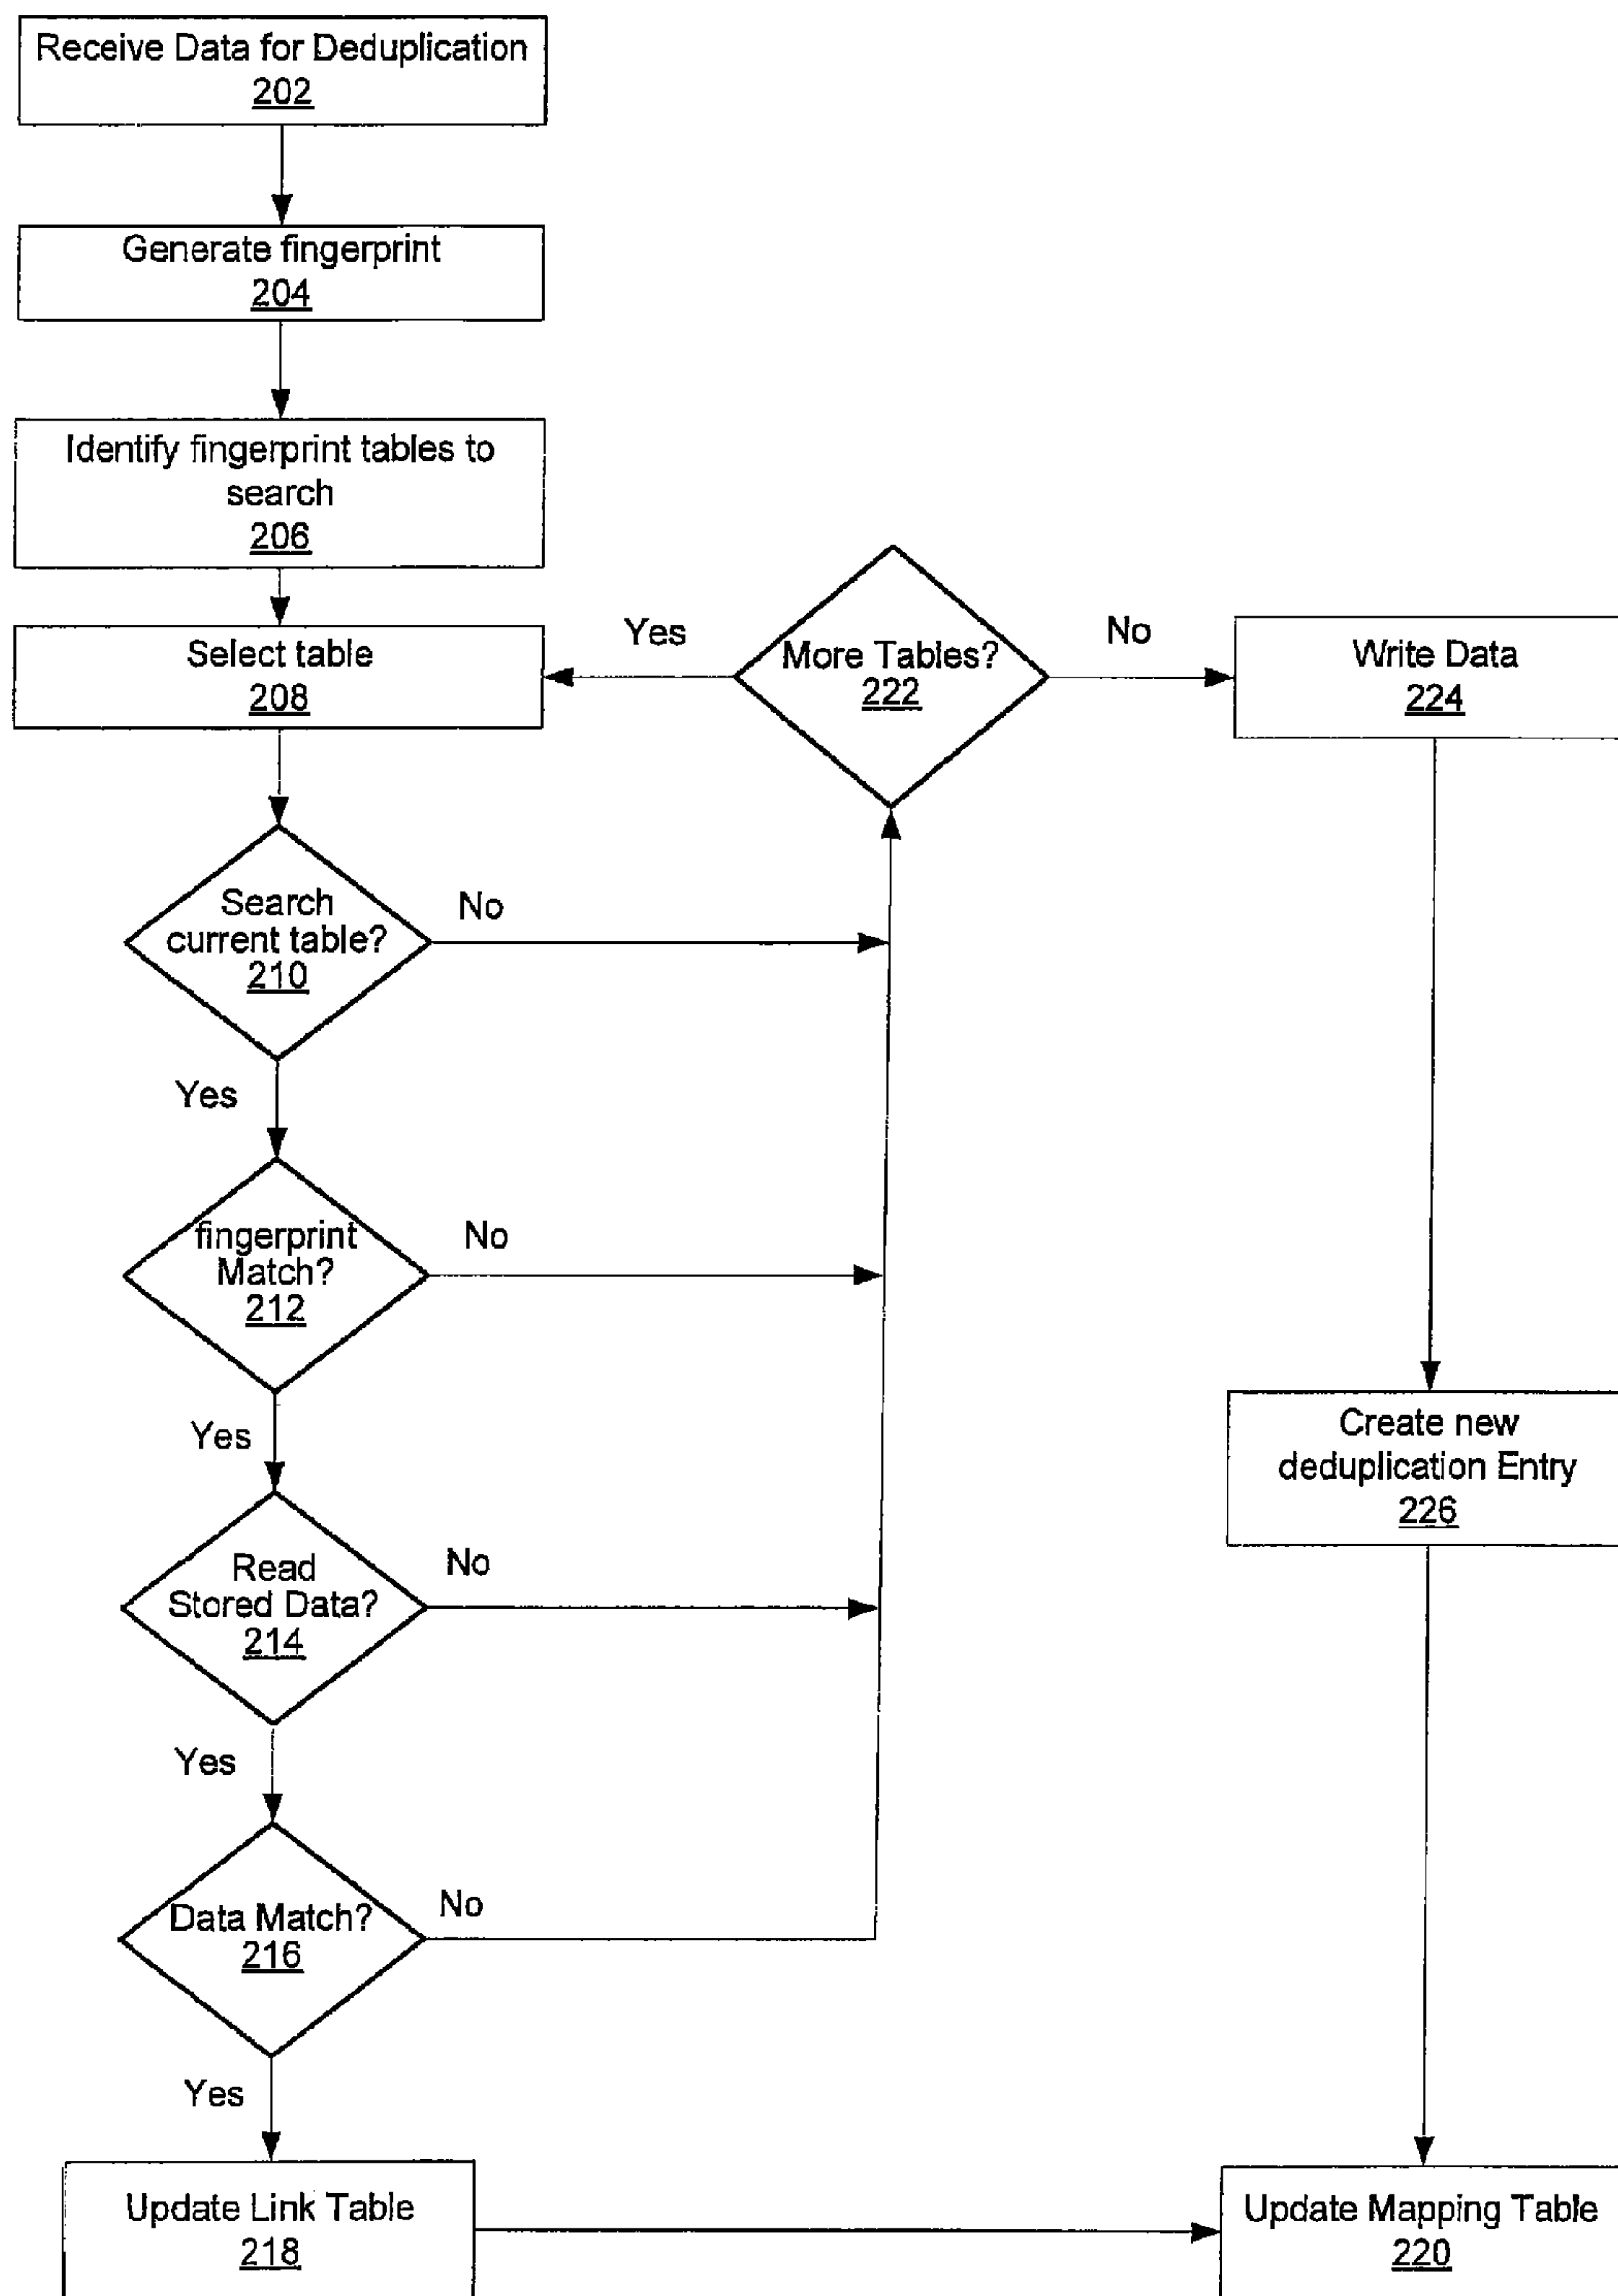 Receive Data for Deduplication
202
Generate fingerprint
204
Identify fingerprint tables to
search
206
Select table
208
Yes
More Tables?
222
No
Write Data
224
Search
current table?
210
No
Yes
fingerprint
Match?
212
No
Yes
Read
Stored Data?
214
No
Yes
Data Match?
216
No
Yes
Create new
deduplication Entry
226
Update Link Table
218
Update Mapping Table
220